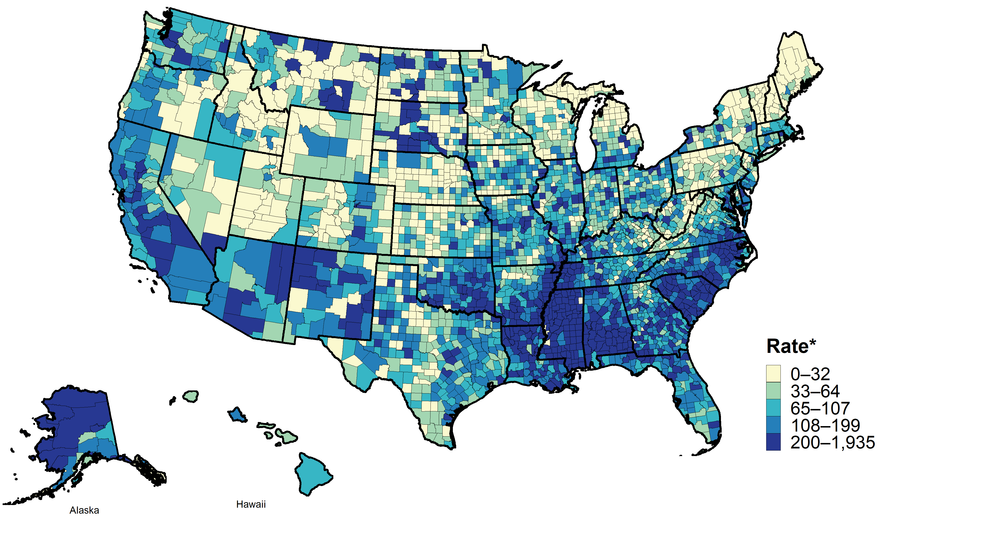 Rate*
0–32
33–64
65–107
108–199
200–1,935
Hawaii
Alaska